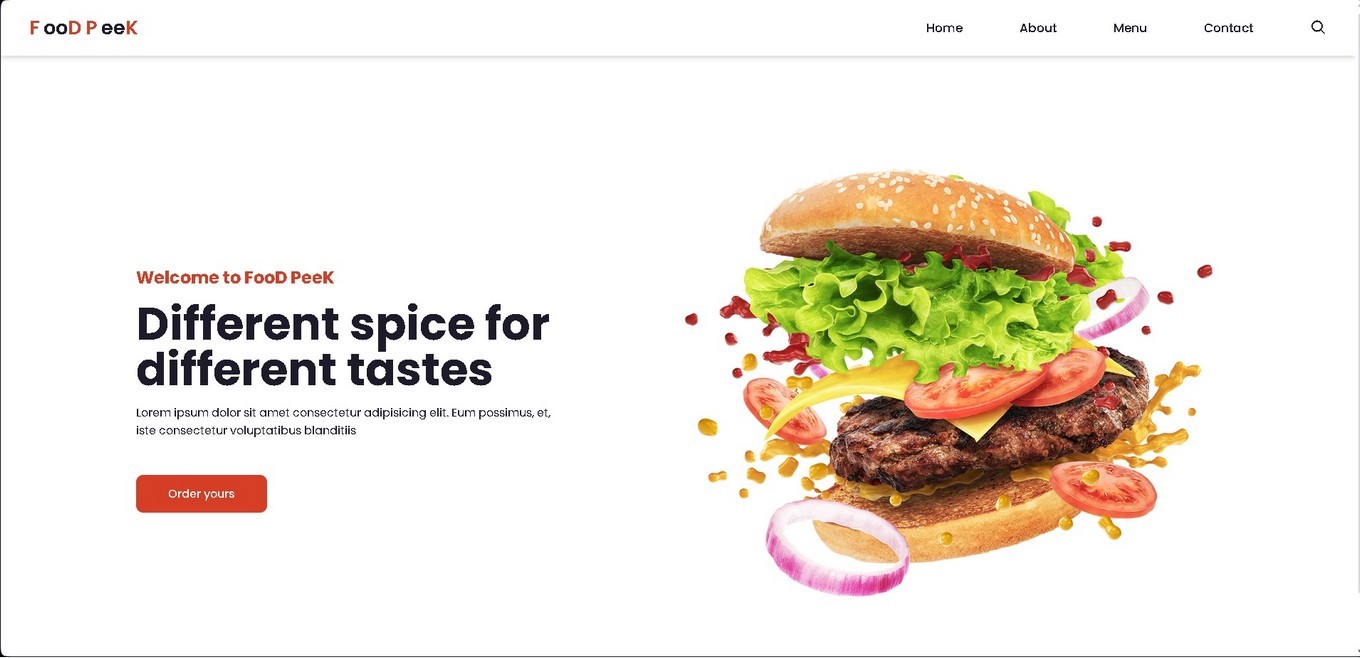 F ooD P eeK
Home About Menu Contact
Welcome to FooD PeeK
Different spice for
different tastes
Lorem ipsum dolor sit amet consectetur adipisicing elit. Eum possimus, et,
iste consectetur voluptatibus blanditiis
Order yours